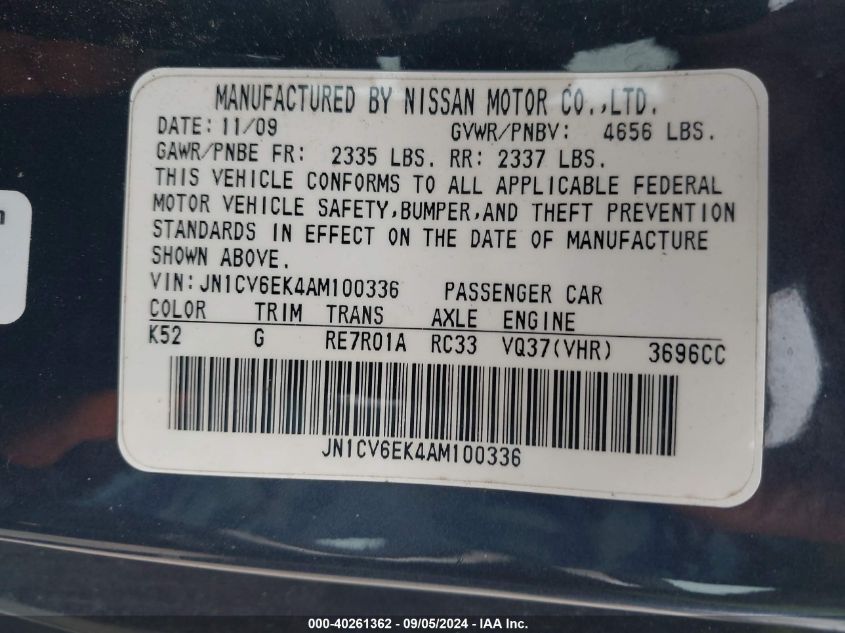 MANUFACTURED BY NISSAN MOTOR CO.,LTD.
DATE: 11/09 GVWR/PNBV: 4656 LBS.
GAWR/PNBE FR: 2335 LBS. RR: 2337 LBS.
THIS VEHICLE CONFORMS TO ALL APPLICABLE FEDERAL
MOTOR VEHICLE SAFETY,BUMPER,AND THEFT PREVENTION
STANDARDS IN EFFECT ON THE DATE OF MANUFACTURE
SHOWN ABOVE.
VIN: JN1CV6EK4AM100336 PASSENGER CAR
COLOR TRIM TRANS AXLE ENGINE
K52 G RE7R01A RC33 VQ37(VHR) 3696CC
JN1CV6EK4AM100336
000-40261362 - 09/05/2024 - IAA Inc.